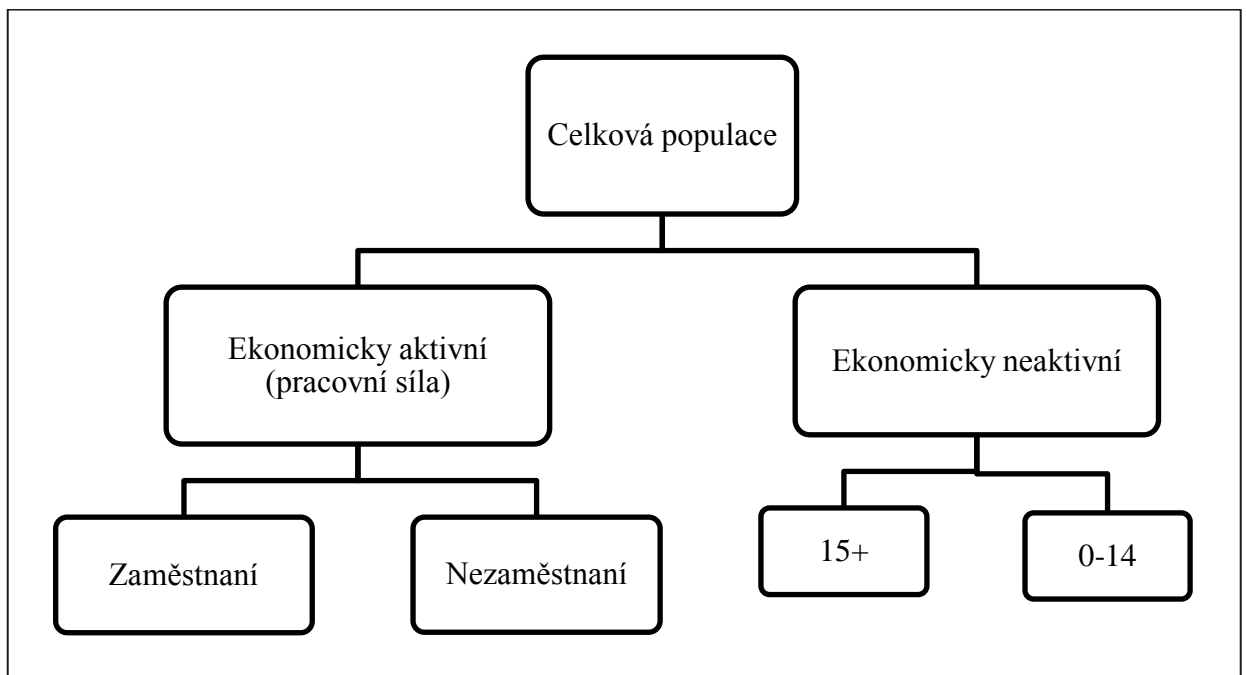 Celková populace
Ekonomicky aktivní
(pracovní síla)
Ekonomicky neaktivní
Zaměstnaní
Nezaměstnaní
15+
0-14